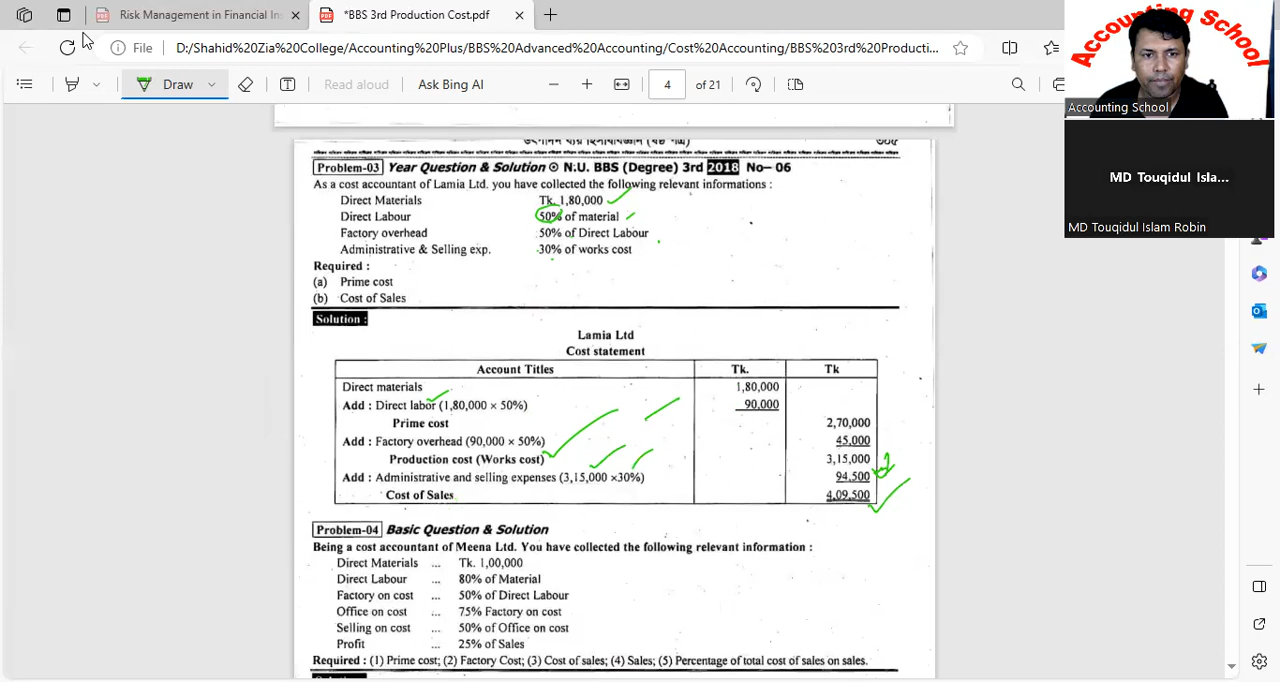 Risk Management in Financial In
*BBS 3rd Production Cost.pdf
File
D:/Shahid%20Zia%20College/Accounting%20Plus/BBS%20Advanced%20Accounting/Cost%20Accounting/BBS%203rd%20Producti...
Draw
Read aloud
Ask Bing AI
4
of 21
Accounting School
Accounting School
MD Touqidul Isla...
MD Touqidul Islam Robin
Problem-03 Year Question & Solution ⊙ N.U. BBS (Degree) 3rd 2018 No– 06
As a cost accountant of Lamia Ltd. you have collected the following relevant informations :
Direct Materials Tk. 1,80,000
Direct Labour 50% of material
Factory overhead 50% of Direct Labour
Administrative & Selling exp. 30% of works cost
Required :
(a) Prime cost
(b) Cost of Sales
Solution :
Lamia Ltd
Cost statement
Account Titles Tk. Tk
Direct materials 1,80,000
Add : Direct labor (1,80,000 × 50%) 90,000
Prime cost 2,70,000
Add : Factory overhead (90,000 × 50%) 45,000
Production cost (Works cost) 3,15,000
Add : Administrative and selling expenses (3,15,000 ×30%) 94,500
Cost of Sales 4,09,500
Problem-04 Basic Question & Solution
Being a cost accountant of Meena Ltd. You have collected the following relevant information :
Direct Materials ... Tk. 1,00,000
Direct Labour ... 80% of Material
Factory on cost ... 50% of Direct Labour
Office on cost ... 75% Factory on cost
Selling on cost ... 50% of Office on cost
Profit ... 25% of Sales
Required : (1) Prime cost; (2) Factory Cost; (3) Cost of sales; (4) Sales; (5) Percentage of total cost of sales on sales.